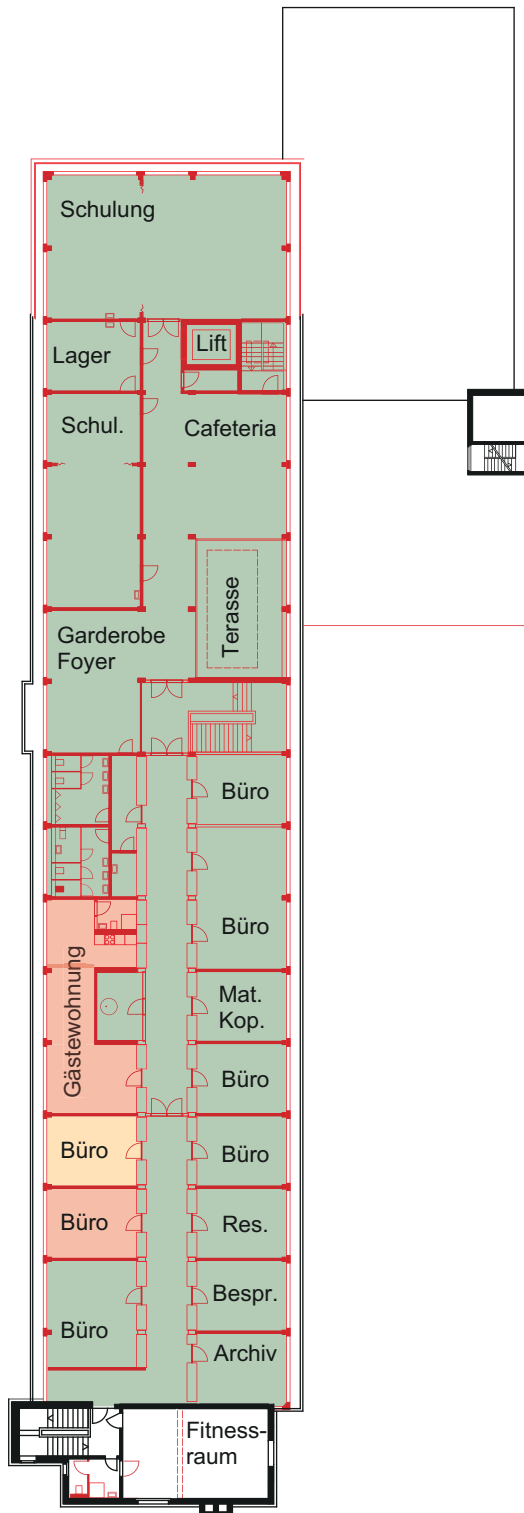 Schulung
Lift
Lager
Schul.
Cafeteria
Terasse
Garderobe
Foyer
Büro
Büro
Gästewohnung
Mat.
Kop.
Büro
Büro
Büro
Büro
Res.
Büro
Bespr.
Archiv
Fitness-
raum